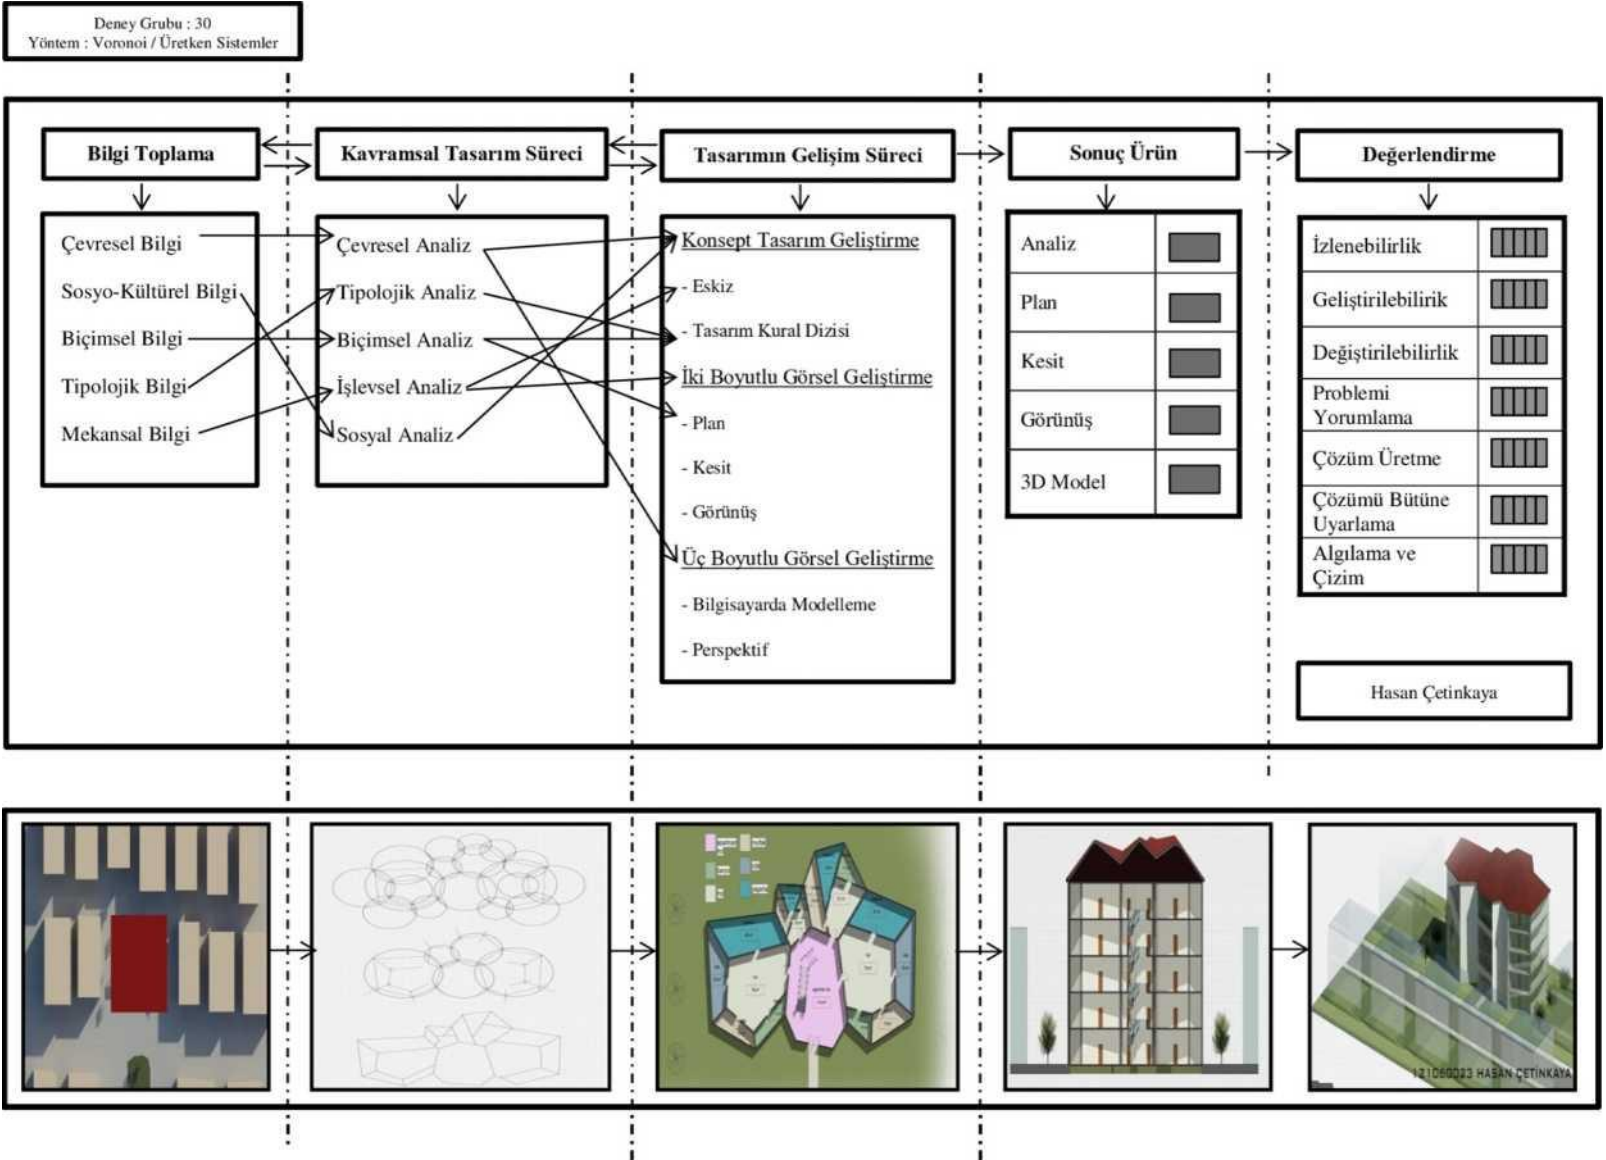 Deney Grubu : 30
Yöntem : Voronoi / Üretken Sistemler
Bilgi Toplama
Kavramsal Tasarım Süreci
Tasarımın Gelişim Süreci
Sonuç Ürün
Değerlendirme
Çevresel Bilgi
Sosyo-Kültürel Bilgi
Biçimsel Bilgi
Tipolojik Bilgi
Mekansal Bilgi
Çevresel Analiz
Tipolojik Analiz
Biçimsel Analiz
İşlevsel Analiz
Sosyal Analiz
Konsept Tasarım Geliştirme
- Eskiz
- Tasarım Kural Dizisi
İki Boyutlu Görsel Geliştirme
- Plan
- Kesit
- Görünüş
Üç Boyutlu Görsel Geliştirme
- Bilgisayarda Modelleme
- Perspektif
Analiz
Plan
Kesit
Görünüş
3D Model
İzlenebilirlik
Geliştirilebilirik
Değiştirilebilirlik
Problemi
Yorumlama
Çözüm Üretme
Çözümü Bütüne
Uyarlama
Algılama ve
Çizim
Hasan Çetinkaya
121060023 HASAN ÇETİNKAYA